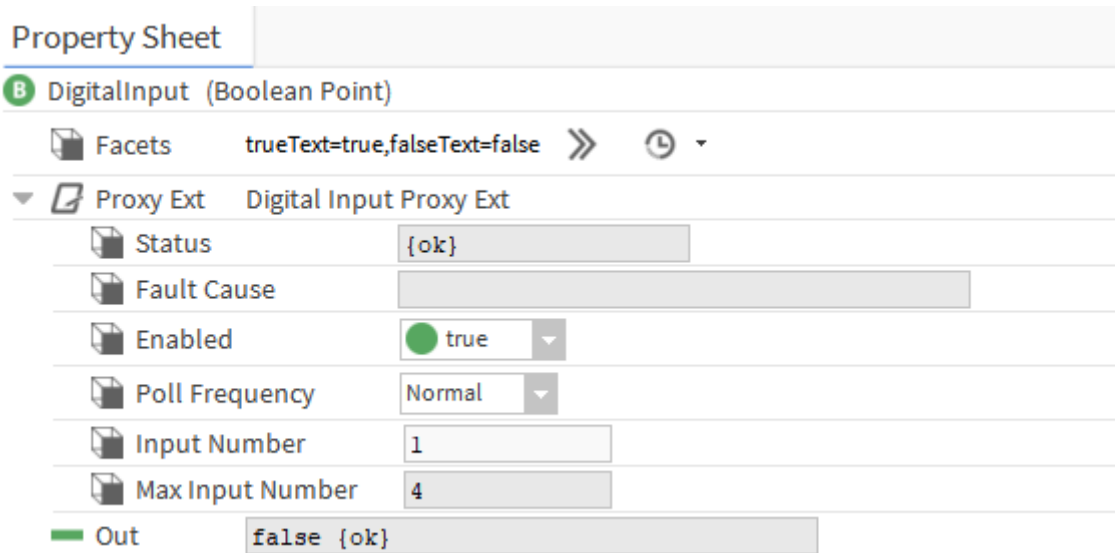 Property Sheet
B DigitalInput (Boolean Point)
Facets trueText=true,falseText=false
Proxy Ext Digital Input Proxy Ext
Status {ok}
Fault Cause
Enabled true
Poll Frequency Normal
Input Number 1
Max Input Number 4
Out false {ok}